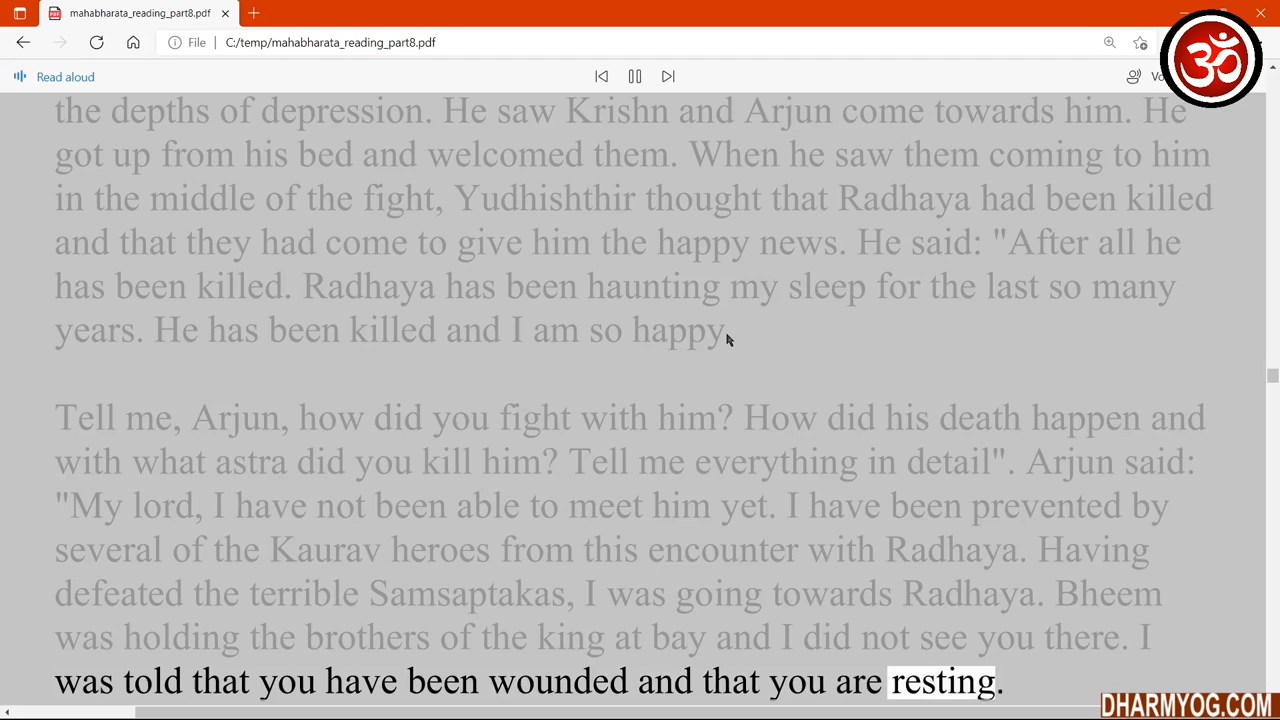 mahabharata_reading_part8.pdf
File C:/temp/mahabharata_reading_part8.pdf
Read aloud
the depths of depression. He saw Krishn and Arjun come towards him. He
got up from his bed and welcomed them. When he saw them coming to him
in the middle of the fight, Yudhishthir thought that Radhaya had been killed
and that they had come to give him the happy news. He said: "After all he
has been killed. Radhaya has been haunting my sleep for the last so many
years. He has been killed and I am so happy.
Tell me, Arjun, how did you fight with him? How did his death happen and
with what astra did you kill him? Tell me everything in detail". Arjun said:
"My lord, I have not been able to meet him yet. I have been prevented by
several of the Kaurav heroes from this encounter with Radhaya. Having
defeated the terrible Samsaptakas, I was going towards Radhaya. Bheem
was holding the brothers of the king at bay and I did not see you there. I
was told that you have been wounded and that you are resting.
ॐ
DHARMYOG.COM